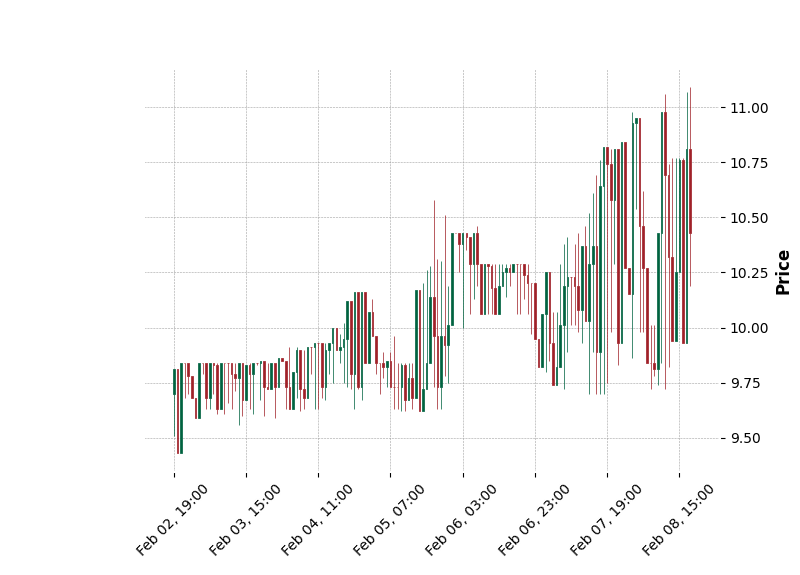 11.00
10.75
10.50
10.25
10.00
9.75
9.50
Price
Feb 02, 19:00
Feb 03, 15:00
Feb 04, 11:00
Feb 05, 07:00
Feb 06, 03:00
Feb 06, 23:00
Feb 07, 19:00
Feb 08, 15:00